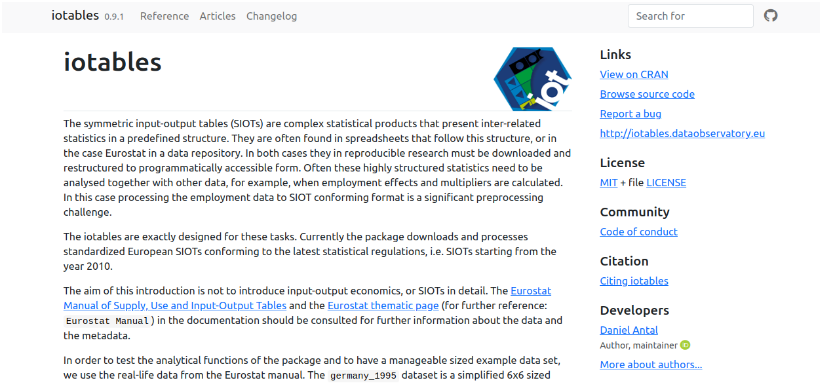 iotables 0.9.1 Reference Articles Changelog Search for
iotables
iot
The symmetric input-output tables (SIOTs) are complex statistical products that present inter-related
statistics in a predefined structure. They are often found in spreadsheets that follow this structure, or in
the case Eurostat in a data repository. In both cases they in reproducible research must be downloaded and
restructured to programmatically accessible form. Often these highly structured statistics need to be
analysed together with other data, for example, when employment effects and multipliers are calculated.
In this case processing the employment data to SIOT conforming format is a significant preprocessing
challenge.
The iotables are exactly designed for these tasks. Currently the package downloads and processes
standardized European SIOTs conforming to the latest statistical regulations, i.e. SIOTs starting from the
year 2010.
The aim of this introduction is not to introduce input-output economics, or SIOTs in detail. The Eurostat
Manual of Supply, Use and Input-Output Tables and the Eurostat thematic page (for further reference:
Eurostat Manual) in the documentation should be consulted for further information about the data and
the metadata.
In order to test the analytical functions of the package and to have a manageable sized example data set,
we use the real-life data from the Eurostat manual. The germany_1995 dataset is a simplified 6x6 sized
Links
View on CRAN
Browse source code
Report a bug
http://iotables.dataobservatory.eu
License
MIT + file LICENSE
Community
Code of conduct
Citation
Citing iotables
Developers
Daniel Antal
Author, maintainer iD
More about authors...